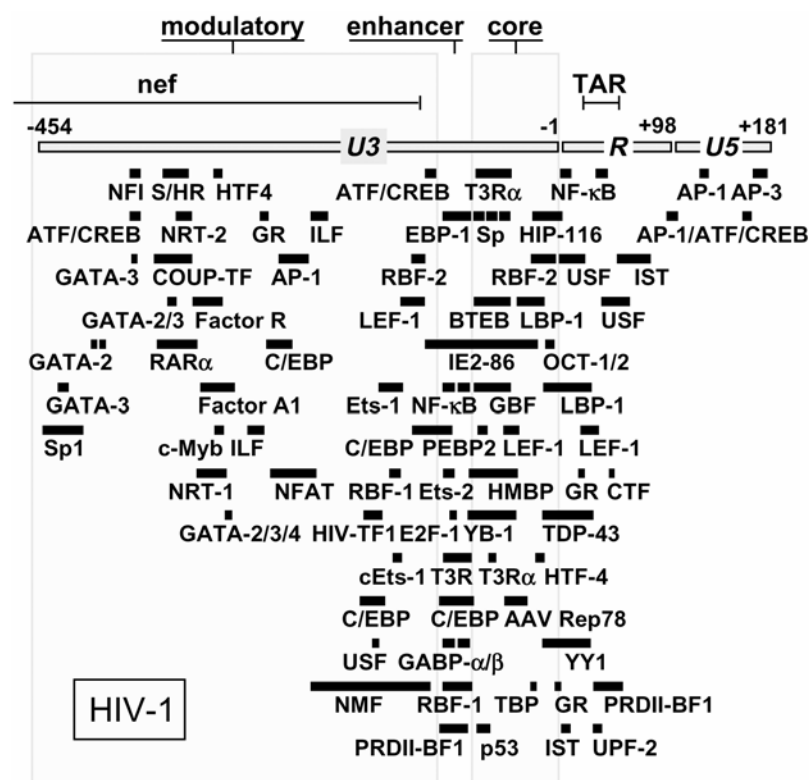 modulatory enhancer core
nef TAR
-454 -1 +98 +181
U3 R U5
NFI S/HR HTF4 ATF/CREB T3Rα NF-κB AP-1 AP-3
ATF/CREB NRT-2 GR ILF EBP-1 Sp HIP-116 AP-1/ATF/CREB
GATA-3 COUP-TF AP-1 RBF-2 RBF-2 USF IST
GATA-2/3 Factor R LEF-1 BTEB LBP-1 USF
GATA-2 RARα C/EBP IE2-86 OCT-1/2
GATA-3 Factor A1 Ets-1 NF-κB GBF LBP-1
Sp1 c-Myb ILF C/EBP PEBP2 LEF-1 LEF-1
NRT-1 NFAT RBF-1 Ets-2 HMBP GR CTF
GATA-2/3/4 HIV-TF1 E2F-1 YB-1 TDP-43
cEts-1 T3R T3Rα HTF-4
C/EBP C/EBP AAV Rep78
USF GABP-α/β YY1
HIV-1 NMF RBF-1 TBP GR PRDII-BF1
PRDII-BF1 p53 IST UPF-2